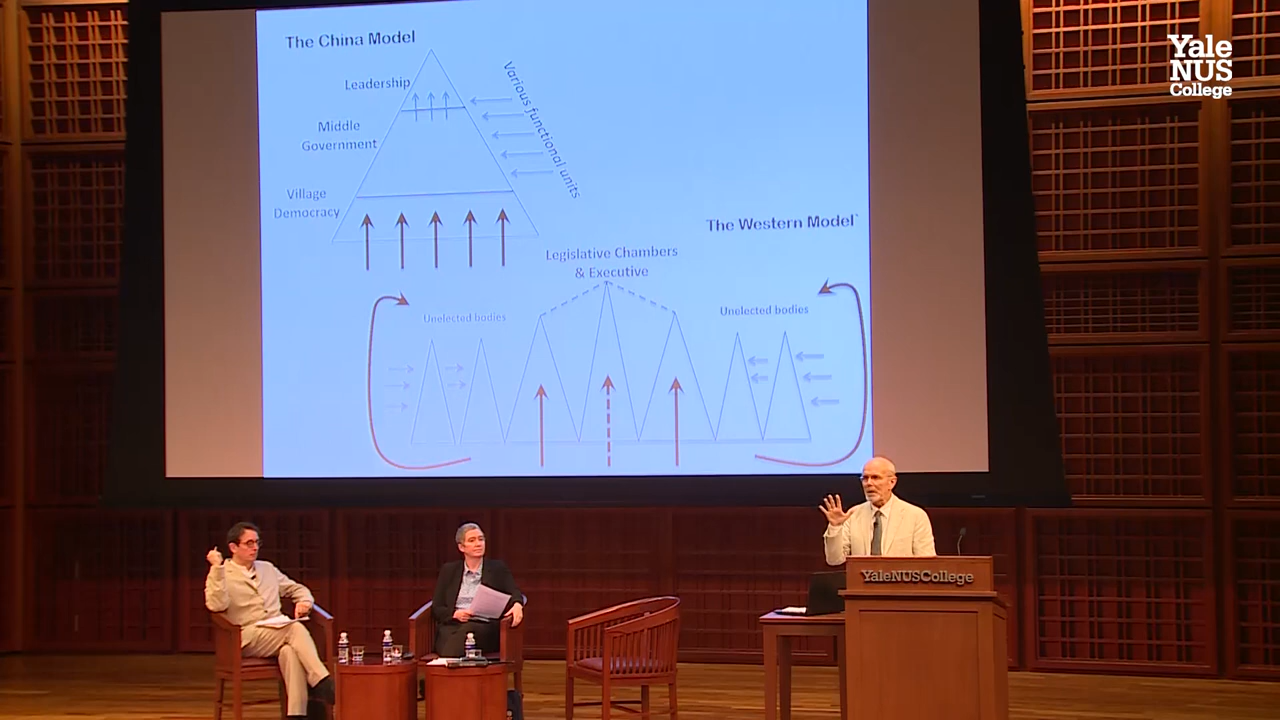 The China Model
Leadership
Middle
Government
Village
Democracy
Various functional units
The Western Model
Legislative Chambers
& Executive
Unelected bodies
Unelected bodies
Yale
NUS
College
YaleNUSCollege